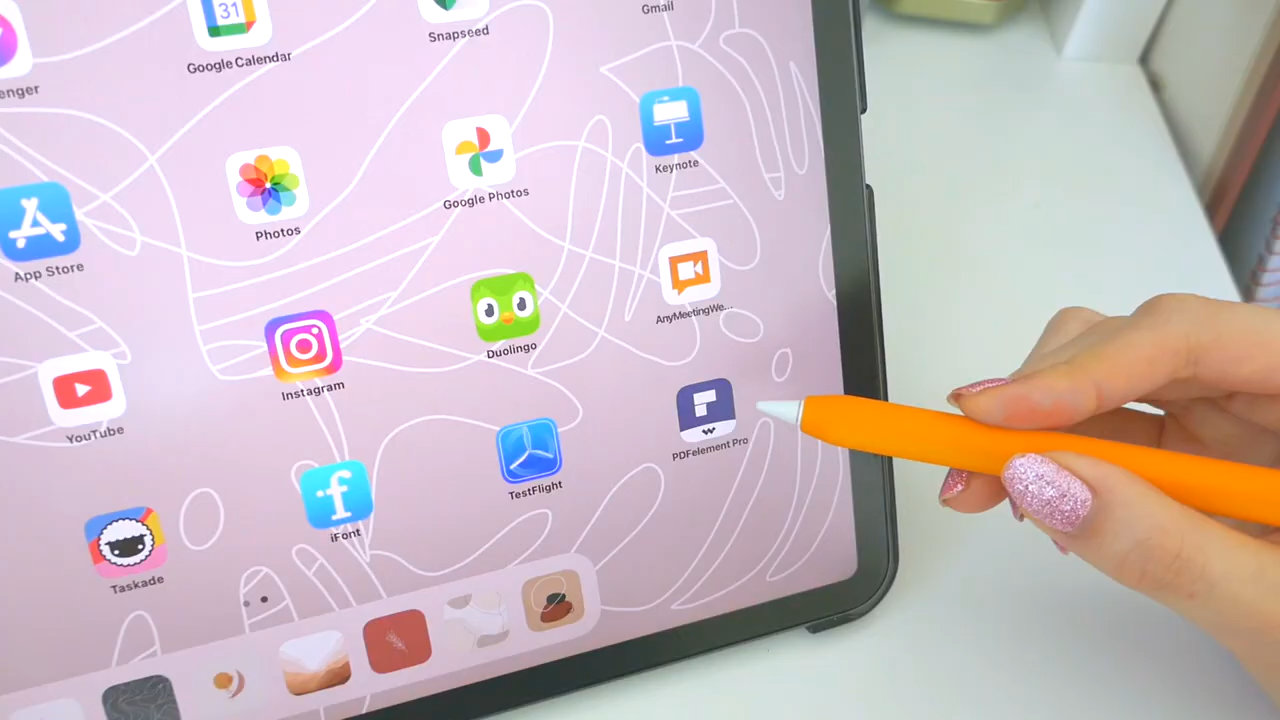 Gmail
Snapseed
31
Google Calendar
enger
Keynote
Google Photos
Photos
App Store
AnyMeetingWe...
Duolingo
Instagram
YouTube
PDFelement Pro
TestFlight
f
iFont
Taskade